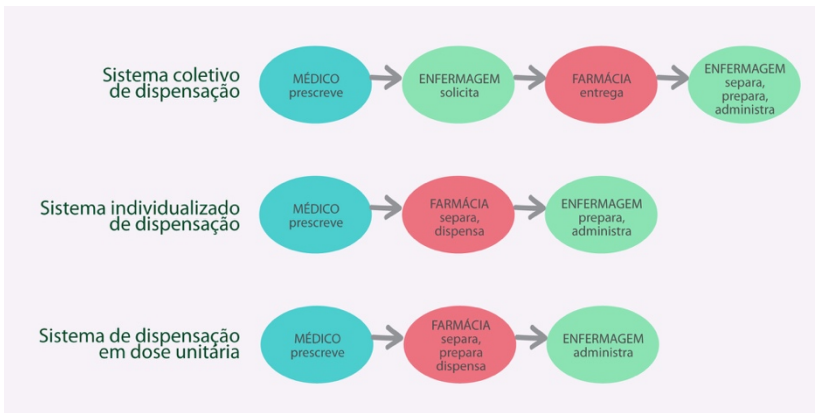 Sistema coletivo
de dispensação
MÉDICO
prescreve
ENFERMAGEM
solicita
FARMÁCIA
entrega
ENFERMAGEM
separa,
prepara,
administra
Sistema individualizado
de dispensação
MÉDICO
prescreve
FARMÁCIA
separa,
dispensa
ENFERMAGEM
prepara,
administra
Sistema de dispensação
em dose unitária
MÉDICO
prescreve
FARMÁCIA
separa,
prepara
dispensa
ENFERMAGEM
administra